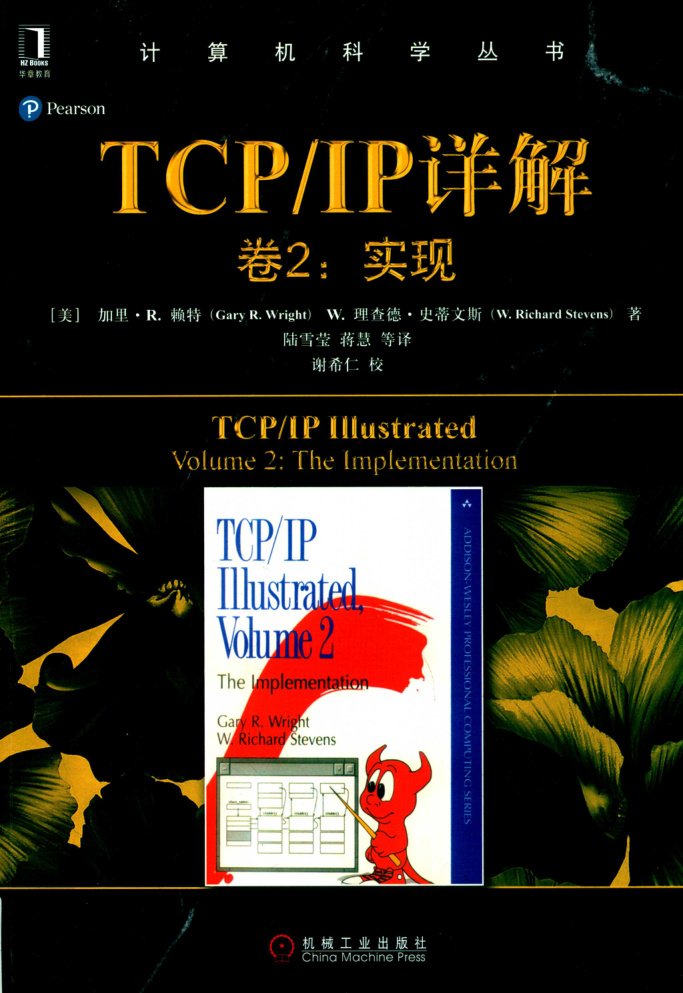 HZ BOOKS
华章教育
计算机科学丛书
Pearson
TCP/IP详解
卷2：实现
［美］ 加里·R. 赖特（Gary R. Wright） W. 理查德·史蒂文斯（W. Richard Stevens） 著
陆雪莹 蒋慧 等译
谢希仁 校
TCP/IP Illustrated
Volume 2: The Implementation
TCP/IP
Illustrated,
Volume 2
The Implementation
Gary R. Wright
W. Richard Stevens
ADDISON-WESLEY PROFESSIONAL COMPUTING SERIES
机械工业出版社
China Machine Press